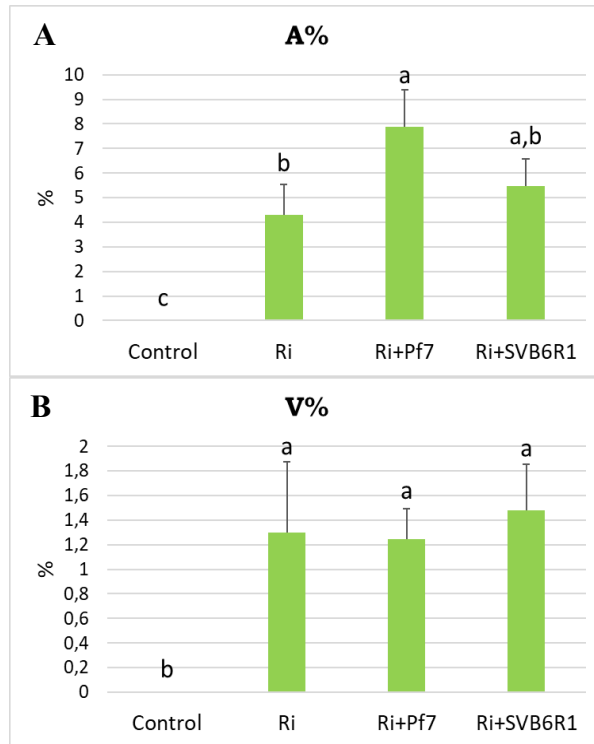 A
A%
10
9
8
7
6
5
4
3
2
1
0
%
c
b
a
a,b
Control Ri Ri+Pf7 Ri+SVB6R1
B
V%
2
1,8
1,6
1,4
1,2
1
0,8
0,6
0,4
0,2
0
%
b
a
a
a
Control Ri Ri+Pf7 Ri+SVB6R1